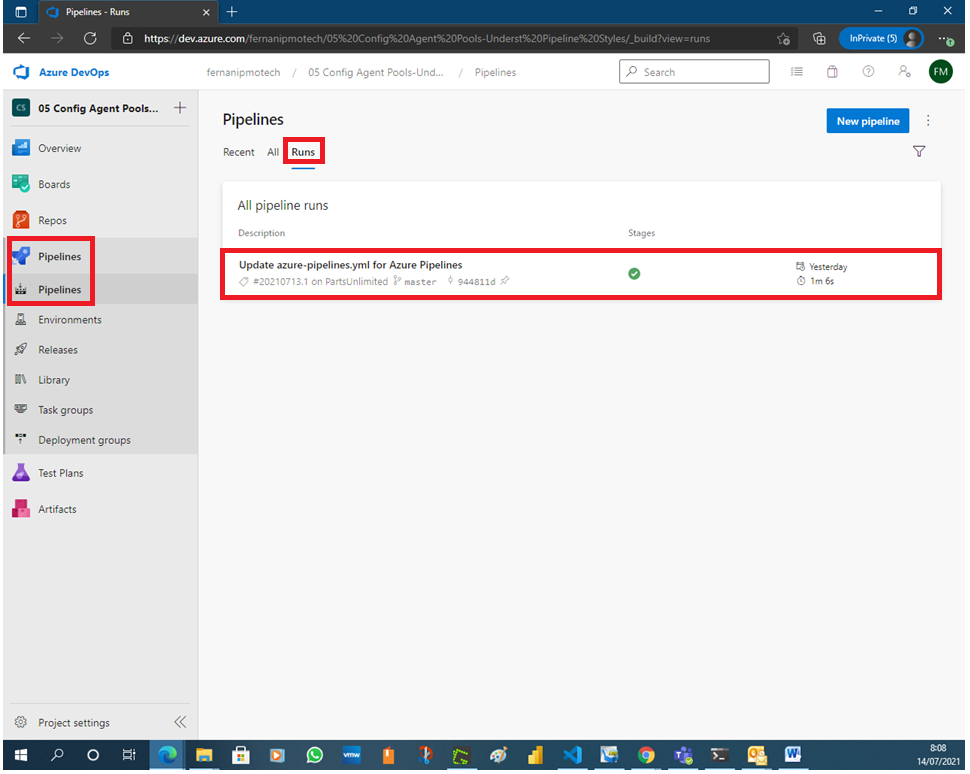 Pipelines - Runs
https://dev.azure.com/fernanipmotech/05%20Config%20Agent%20Pools-Underst%20Pipeline%20Styles/_build?view=runs
InPrivate (5)
Azure DevOps
fernanipmotech / 05 Config Agent Pools-Und... / Pipelines
Search
FM
CS
05 Config Agent Pools...
Overview
Boards
Repos
Pipelines
Pipelines
Environments
Releases
Library
Task groups
Deployment groups
Test Plans
Artifacts
Project settings
Pipelines
New pipeline
Recent All Runs
All pipeline runs
Description Stages
Update azure-pipelines.yml for Azure Pipelines
#20210713.1 on PartsUnlimited master 944811d
Yesterday
1m 6s
vmw
8:08
14/07/2021